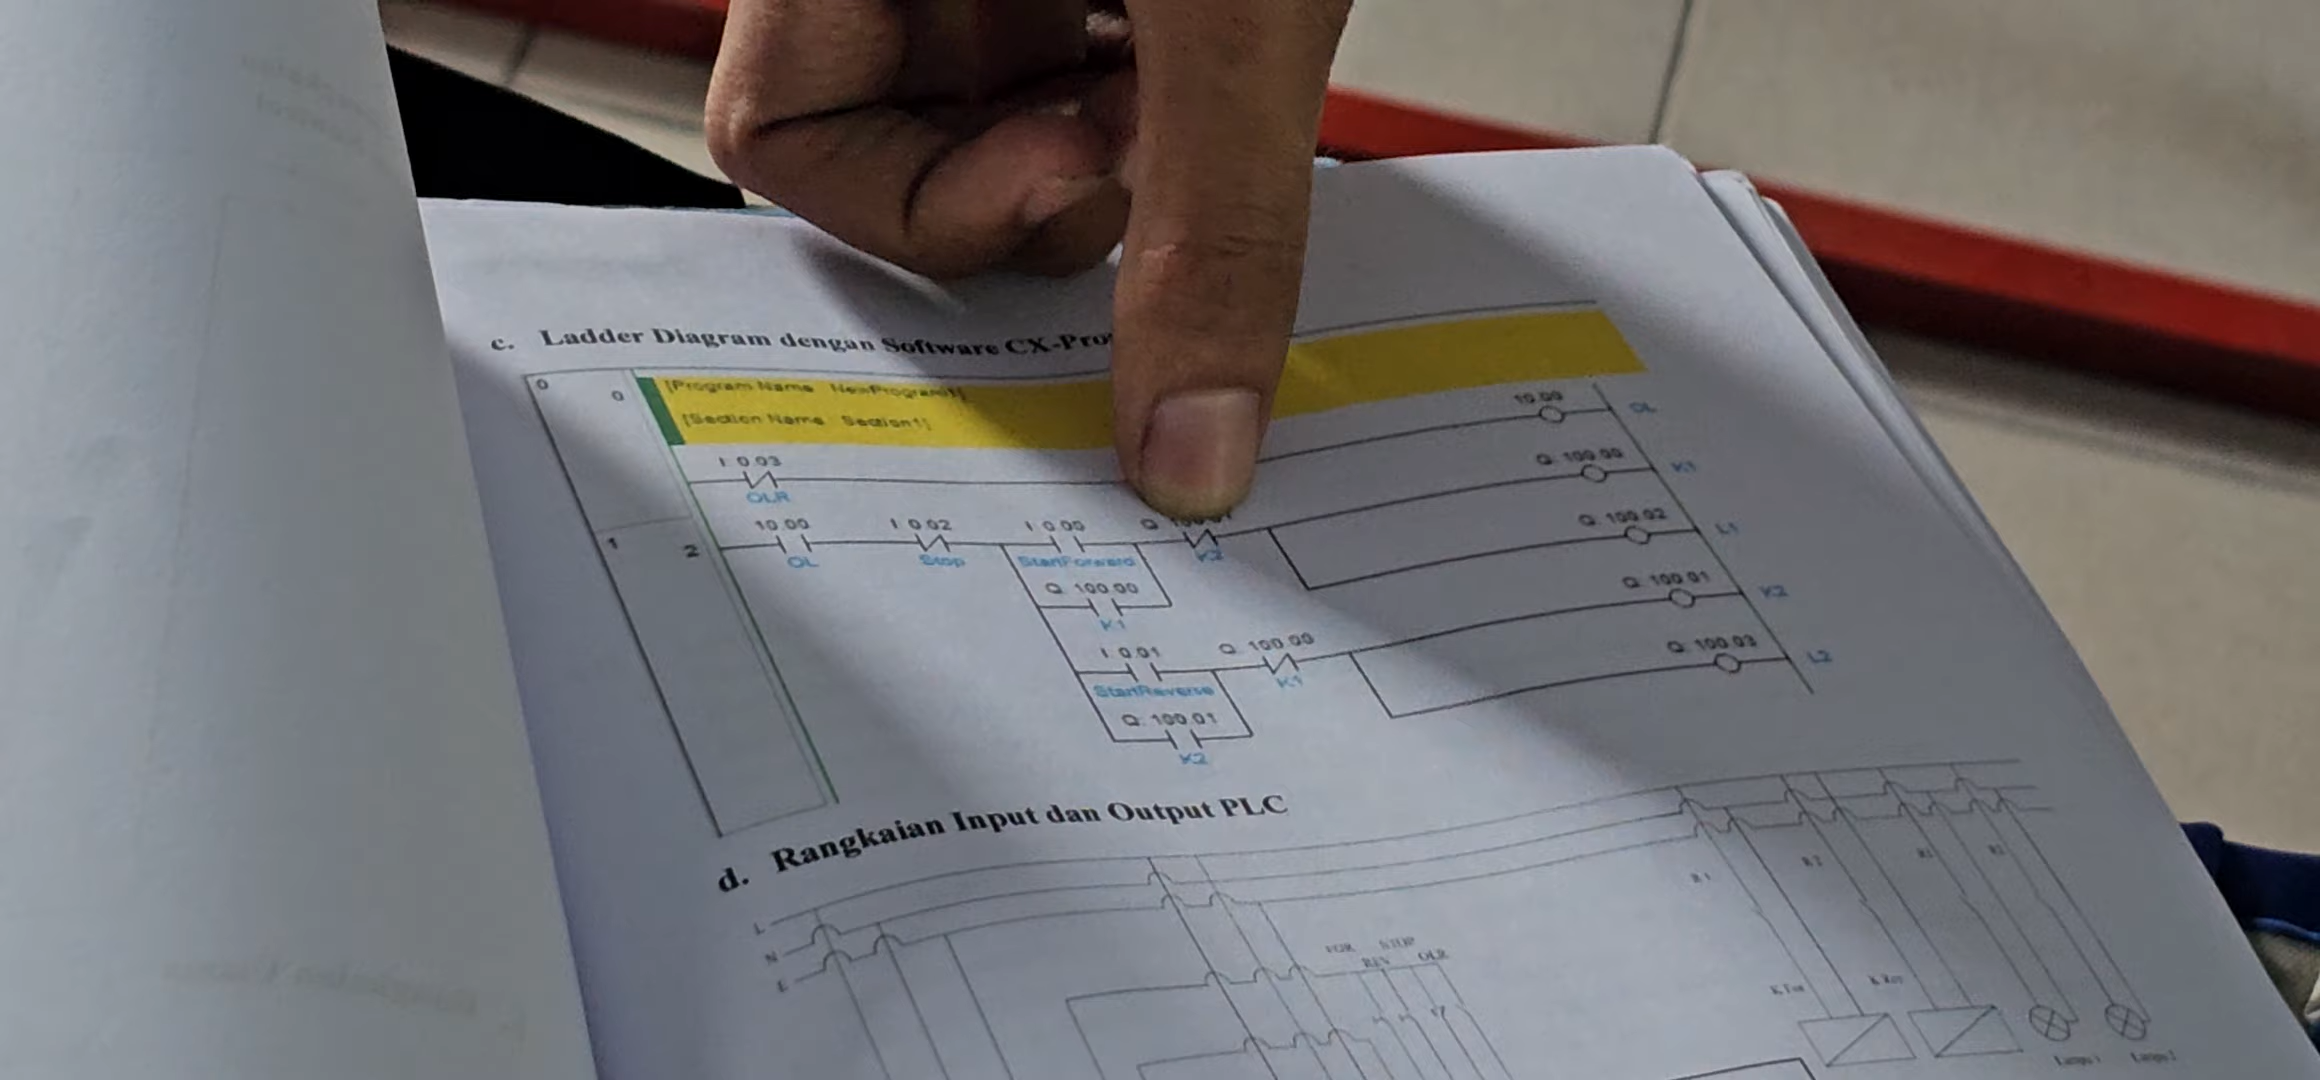 c. Ladder Diagram dengan Software CX-Pro
0
0
[Program Name : NewProgram1]
[Section Name : Section1]
10.00
OL
I: 0.03
OLR
Q: 100.00
K1
10.00
OL
I: 0.02
Stop
I: 0.00
StartForward
K2
Q: 100.02
L1
1
2
Q: 100.00
K1
Q: 100.01
K2
I: 0.01
StartReverse
Q: 100.00
K1
Q: 100.03
L2
Q: 100.01
K2
d. Rangkaian Input dan Output PLC
L
N
E
FOR
STOP
REV
OLR